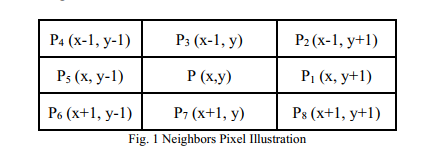 P₄ (x-1, y-1) P₃ (x-1, y) P₂ (x-1, y+1)
P₅ (x, y-1) P (x,y) P₁ (x, y+1)
P₆ (x+1, y-1) P₇ (x+1, y) P₈ (x+1, y+1)
Fig. 1 Neighbors Pixel Illustration